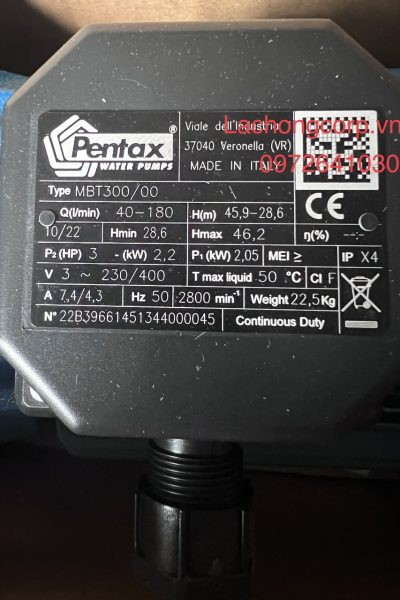 Pentax®
WATER PUMPS
Viale dell'Industria
37040 Veronella (VR)
MADE IN ITALY
Lachongcorp.vn
0972641030
Type MBT300/00
Q(l/min) 40-180 H(m) 45,9-28,6 CE
10/22 Hmin 28,6 Hmax 46,2 η(%) --
P₂ (HP) 3 - (kW) 2,2 P₁ (kW) 2,05 MEI ≥ IP X4
V 3 ~ 230/400 T max liquid 50 °C Cl F
A 7,4/4,3 Hz 50 2800 min⁻¹ Weight 22,5 Kg
N° 22B39661451344000045 Continuous Duty